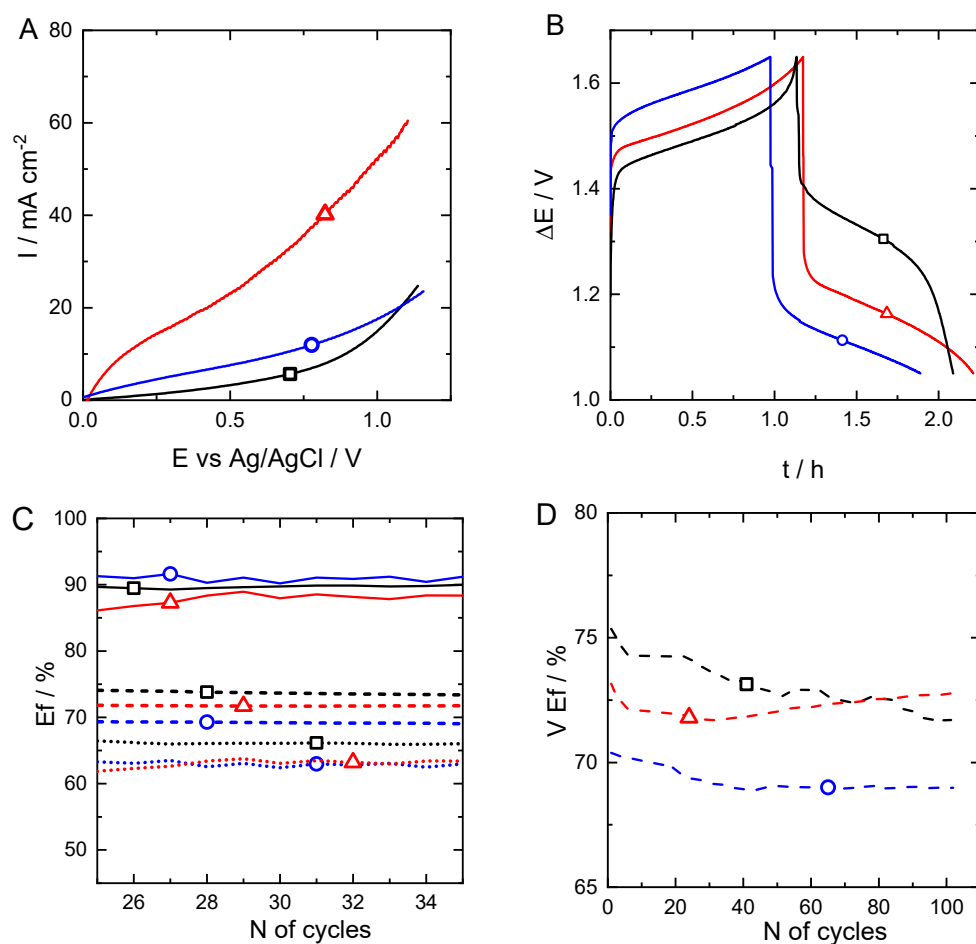 A
80
60
40
20
0
I / mA cm⁻²
0.0 0.5 1.0
E vs Ag/AgCl / V
B
1.6
1.4
1.2
1.0
ΔE / V
0.0 0.5 1.0 1.5 2.0
t / h
C
100
90
80
70
60
50
Ef / %
26 28 30 32 34
N of cycles
D
80
75
70
65
V Ef / %
0 20 40 60 80 100
N of cycles